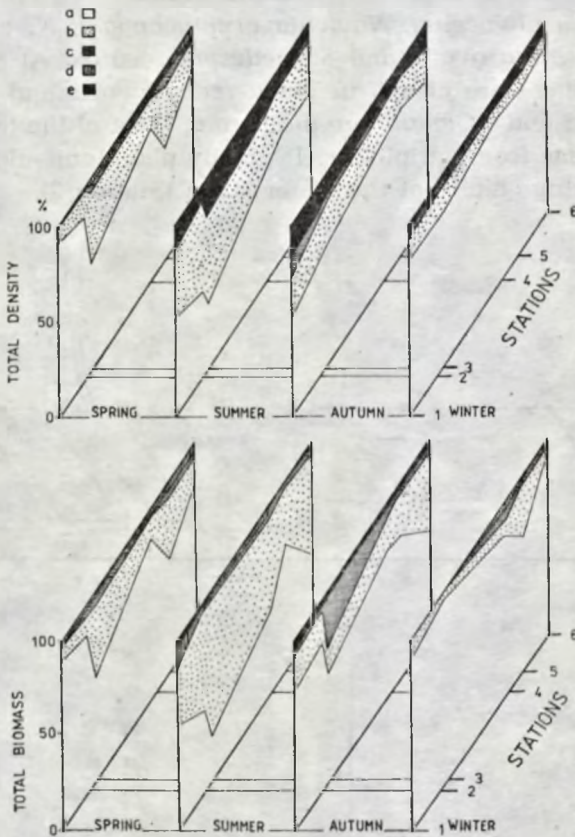 a
b
c
d
e
%
100
50
0
TOTAL DENSITY
SPRING
SUMMER
AUTUMN
1 WINTER
2
3
4
5
6
STATIONS
100
50
0
TOTAL BIOMASS
SPRING
SUMMER
AUTUMN
1 WINTER
2
3
4
5
6
STATIONS